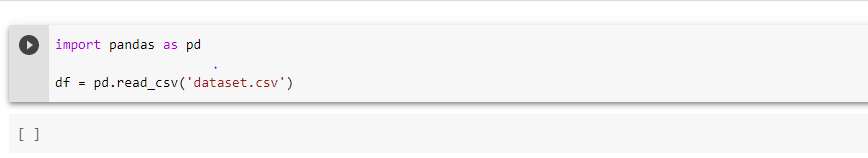 import pandas as pd
df = pd.read_csv('dataset.csv')
[ ]